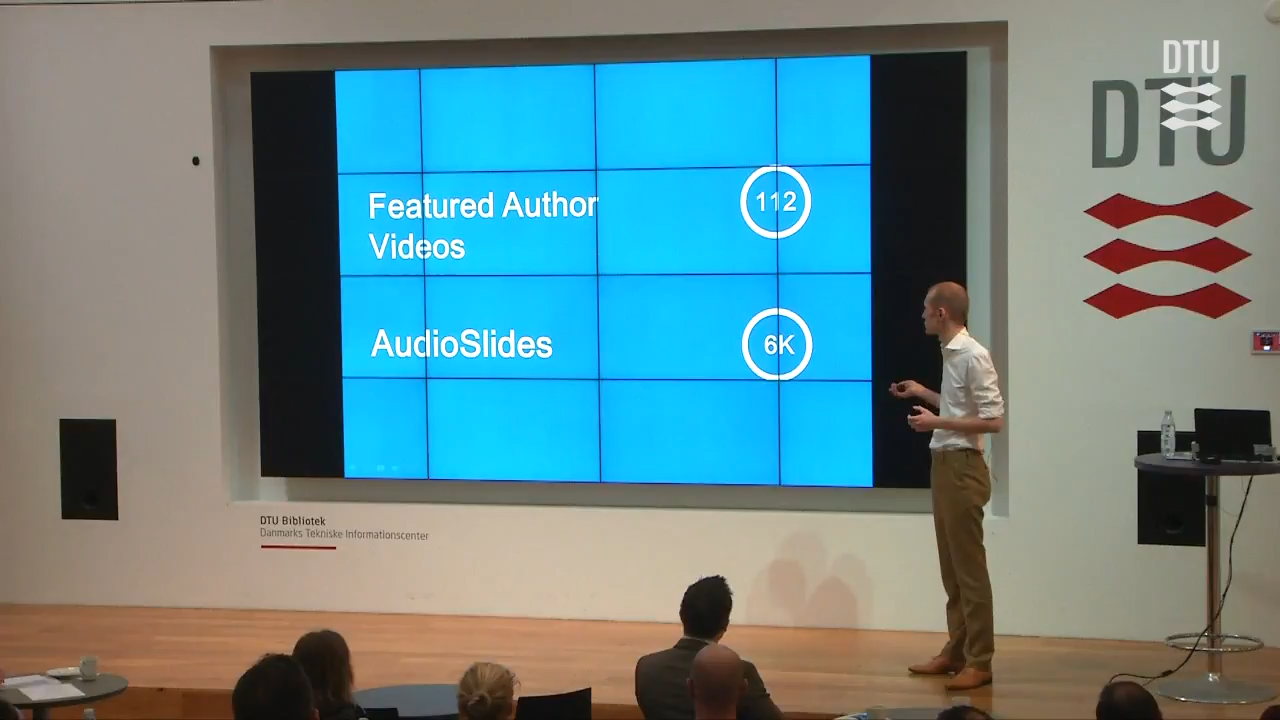 DTU
DTU
Featured Author
Videos
112
AudioSlides
6K
DTU Bibliotek
Danmarks Tekniske Informationscenter